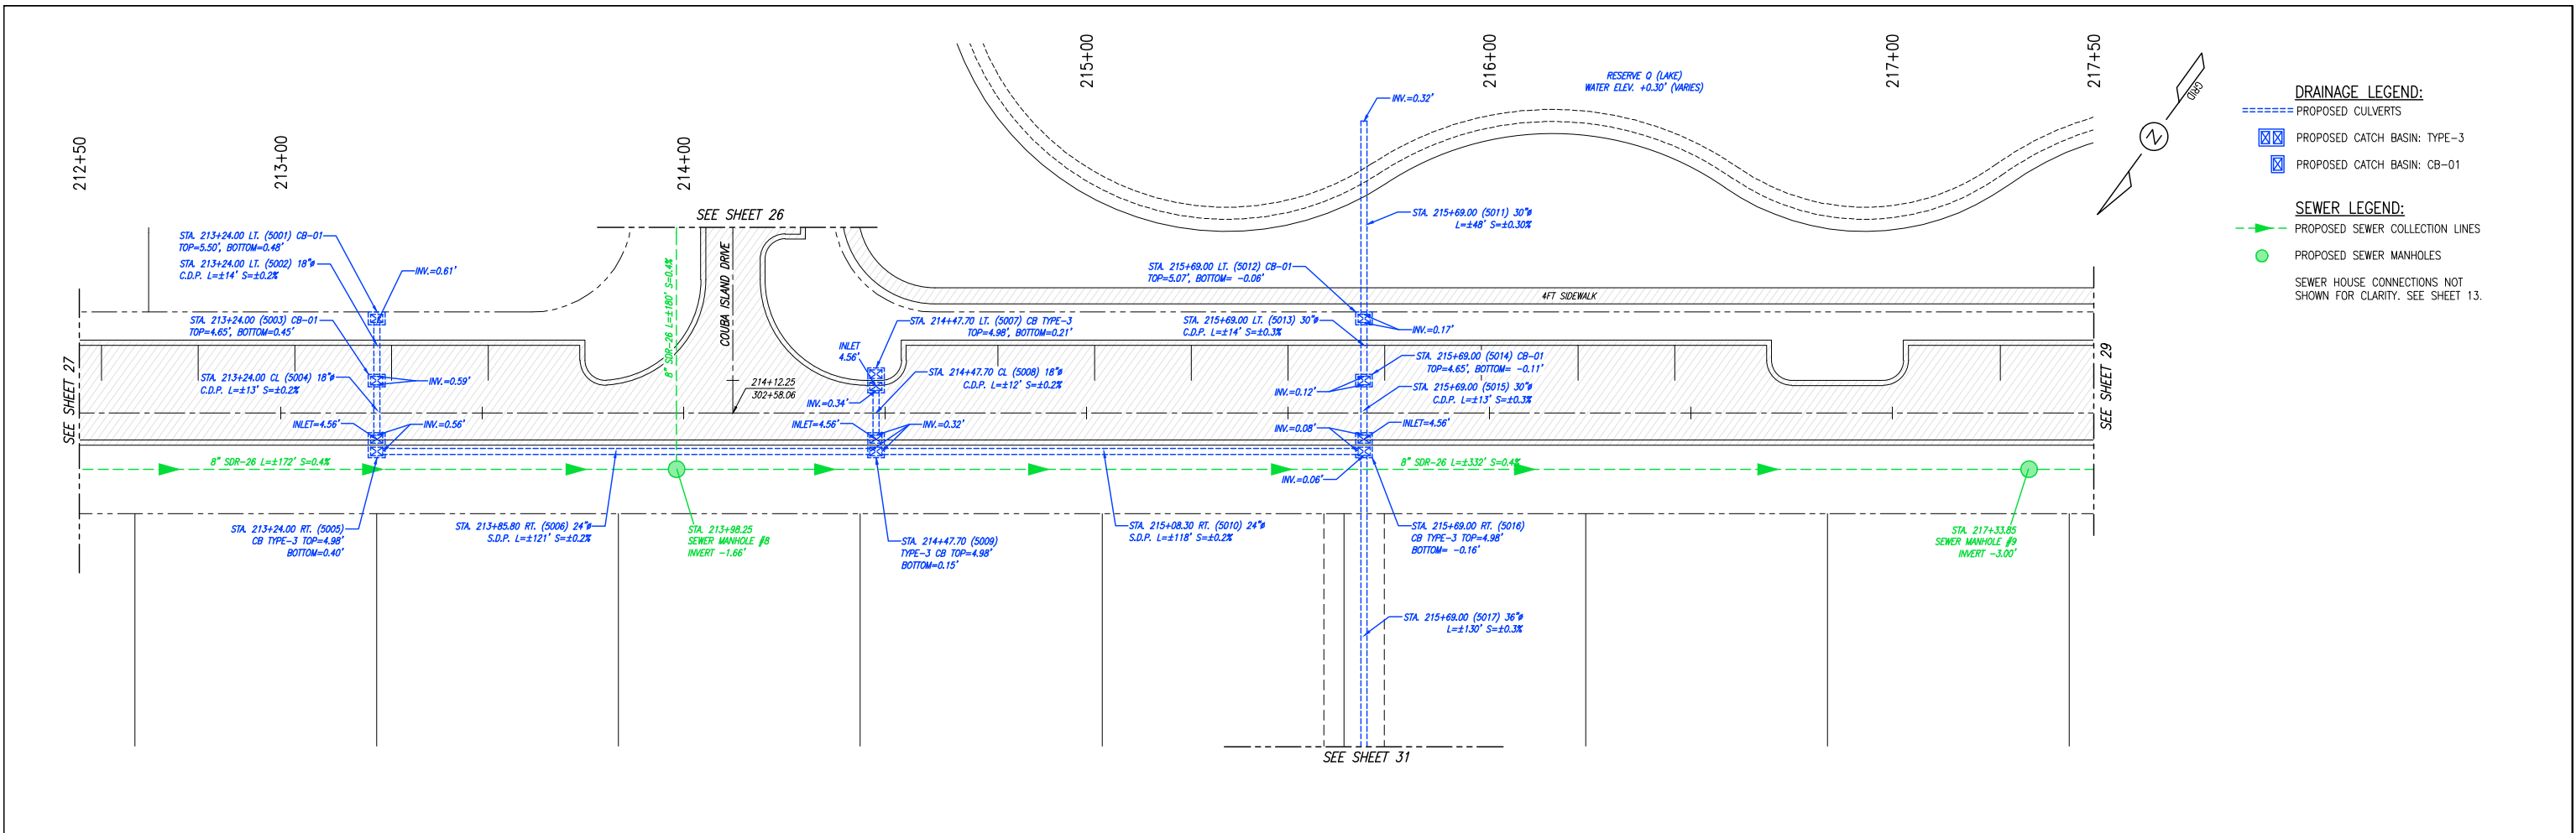 212+50
213+00
214+00
215+00
216+00
217+00
217+50
RESERVE Q (LAKE)
WATER ELEV. +0.30' (VARIES)
INV.=0.32'
GRID
N
DRAINAGE LEGEND:
PROPOSED CULVERTS
PROPOSED CATCH BASIN: TYPE-3
PROPOSED CATCH BASIN: CB-01
SEWER LEGEND:
PROPOSED SEWER COLLECTION LINES
PROPOSED SEWER MANHOLES
SEWER HOUSE CONNECTIONS NOT
SHOWN FOR CLARITY. SEE SHEET 13.
SEE SHEET 26
STA. 213+24.00 LT. (5001) CB-01
TOP=5.50', BOTTOM=0.48'
STA. 213+24.00 LT. (5002) 18"ø
C.D.P. L=±14' S=±0.2%
INV.=0.61'
STA. 213+24.00 (5003) CB-01
TOP=4.65', BOTTOM=0.45'
STA. 213+24.00 CL (5004) 18"ø
C.D.P. L=±13' S=±0.2%
INV.=0.59'
INLET=4.56'
INV.=0.56'
SEE SHEET 27
8" SDR-26 L=±172' S=0.4%
8" SDR-26 L=±180' S=0.4%
COUBA ISLAND DRIVE
214+12.25
302+58.06
STA. 214+47.70 LT. (5007) CB TYPE-3
TOP=4.98', BOTTOM=0.21'
INLET
4.56'
STA. 214+47.70 CL (5008) 18"ø
C.D.P. L=±12' S=±0.2%
INV.=0.34'
INLET=4.56'
INV.=0.32'
STA. 215+69.00 (5011) 30"ø
L=±48' S=±0.30%
STA. 215+69.00 LT. (5012) CB-01
TOP=5.07', BOTTOM= -0.06'
4FT SIDEWALK
STA. 215+69.00 LT. (5013) 30"ø
C.D.P. L=±14' S=±0.3%
INV.=0.17'
STA. 215+69.00 (5014) CB-01
TOP=4.65', BOTTOM= -0.11'
INV.=0.12'
STA. 215+69.00 (5015) 30"ø
C.D.P. L=±13' S=±0.3%
INV.=0.08'
INLET=4.56'
INV.=0.06'
8" SDR-26 L=±332' S=0.4%
SEE SHEET 29
STA. 213+24.00 RT. (5005)
CB TYPE-3 TOP=4.98'
BOTTOM=0.40'
STA. 213+85.80 RT. (5006) 24"ø
S.D.P. L=±121' S=±0.2%
STA. 213+98.25
SEWER MANHOLE #8
INVERT -1.66'
STA. 214+47.70 (5009)
TYPE-3 CB TOP=4.98'
BOTTOM=0.15'
STA. 215+08.30 RT. (5010) 24"ø
S.D.P. L=±118' S=±0.2%
STA. 215+69.00 RT. (5016)
CB TYPE-3 TOP=4.98'
BOTTOM= -0.16'
STA. 217+33.85
SEWER MANHOLE #9
INVERT -3.00'
STA. 215+69.00 (5017) 36"ø
L=±130' S=±0.3%
SEE SHEET 31